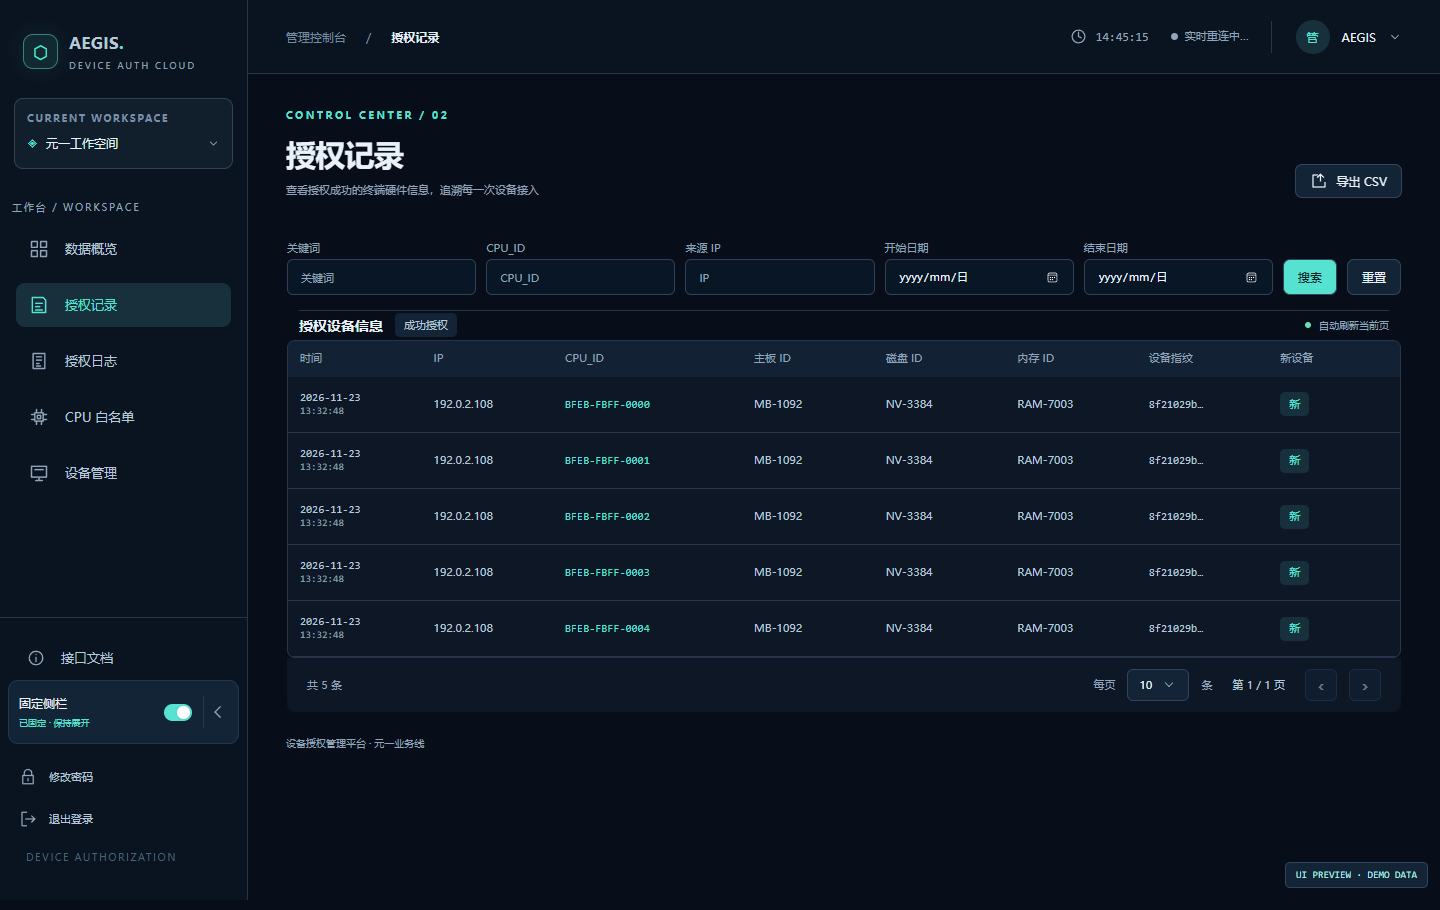 AEGIS.
DEVICE AUTH CLOUD
CURRENT WORKSPACE
元一工作空间
工作台 / WORKSPACE
数据概览
授权记录
授权日志
CPU 白名单
设备管理
接口文档
固定侧栏
已固定 · 保持展开
修改密码
退出登录
DEVICE AUTHORIZATION
管理控制台 / 授权记录
14:45:15
实时重连中...
管
AEGIS
CONTROL CENTER / 02
授权记录
查看授权成功的终端硬件信息，追溯每一次设备接入
导出 CSV
关键词 CPU_ID 来源 IP 开始日期 结束日期
关键词 CPU_ID IP yyyy/mm/日 yyyy/mm/日 搜索 重置
授权设备信息 成功授权 自动刷新当前页
时间 IP CPU_ID 主板 ID 磁盘 ID 内存 ID 设备指纹 新设备
2026-11-23
13:32:48 192.0.2.108 BFEB-FBFF-0000 MB-1092 NV-3384 RAM-7003 8f21029b… 新
2026-11-23
13:32:48 192.0.2.108 BFEB-FBFF-0001 MB-1092 NV-3384 RAM-7003 8f21029b… 新
2026-11-23
13:32:48 192.0.2.108 BFEB-FBFF-0002 MB-1092 NV-3384 RAM-7003 8f21029b… 新
2026-11-23
13:32:48 192.0.2.108 BFEB-FBFF-0003 MB-1092 NV-3384 RAM-7003 8f21029b… 新
2026-11-23
13:32:48 192.0.2.108 BFEB-FBFF-0004 MB-1092 NV-3384 RAM-7003 8f21029b… 新
共 5 条 每页 10 条 第 1 / 1 页 ‹ ›
设备授权管理平台 · 元一业务线
UI PREVIEW · DEMO DATA